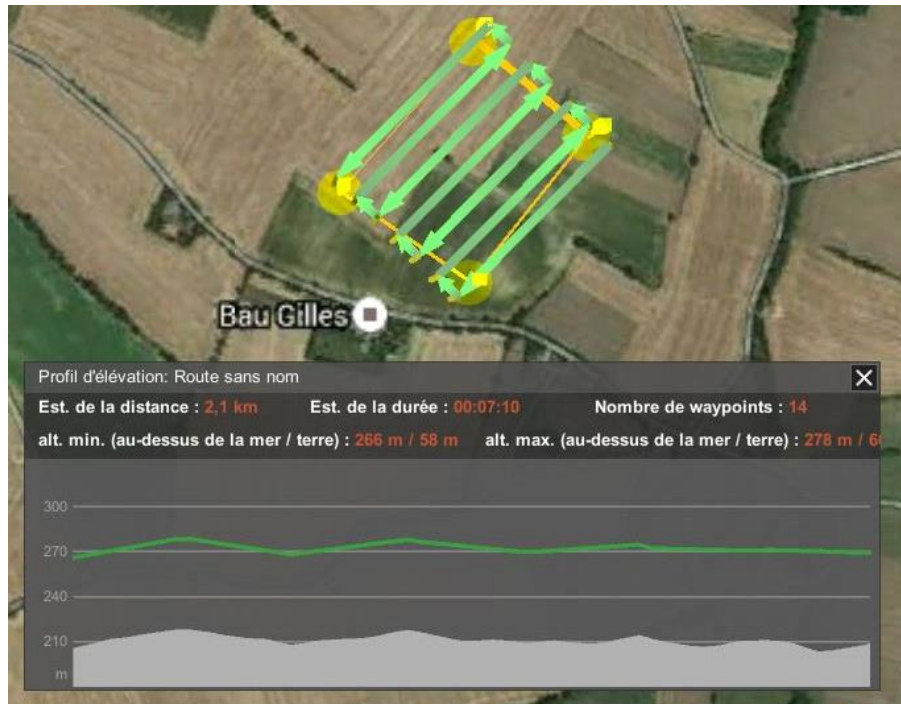 Bau Gilles
Profil d'élévation: Route sans nom
Est. de la distance : 2,1 km Est. de la durée : 00:07:10 Nombre de waypoints : 14
alt. min. (au-dessus de la mer / terre) : 266 m / 58 m alt. max. (au-dessus de la mer / terre) : 278 m /
300
270
240
210
m